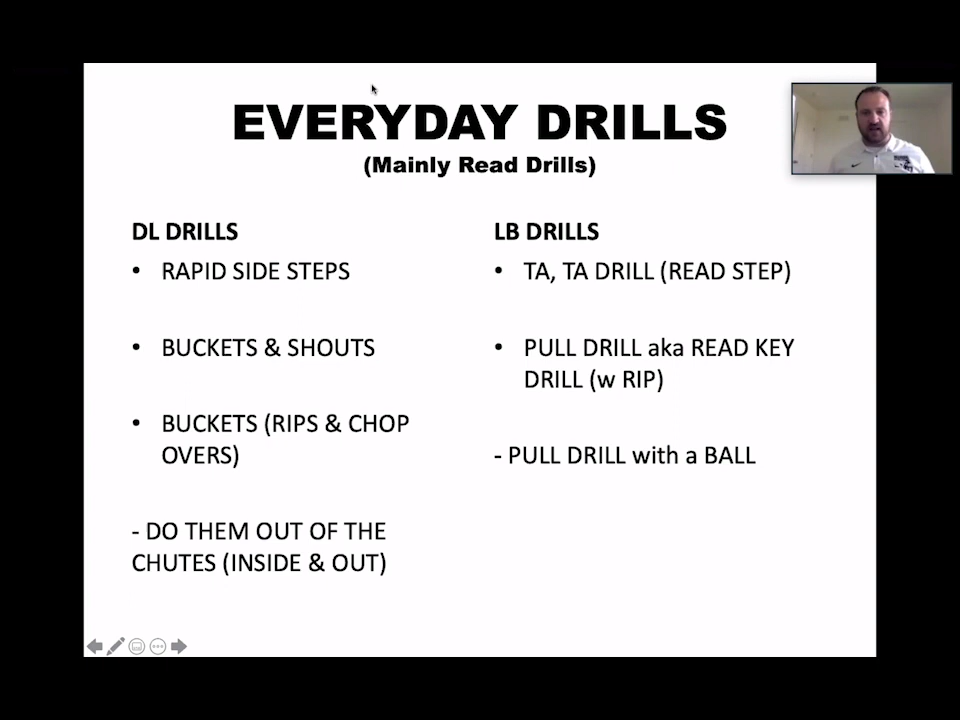 EVERYDAY DRILLS
(Mainly Read Drills)
DL DRILLS
• RAPID SIDE STEPS
• BUCKETS & SHOUTS
• BUCKETS (RIPS & CHOP
OVERS)
- DO THEM OUT OF THE
CHUTES (INSIDE & OUT)
LB DRILLS
• TA, TA DRILL (READ STEP)
• PULL DRILL aka READ KEY
DRILL (w RIP)
- PULL DRILL with a BALL